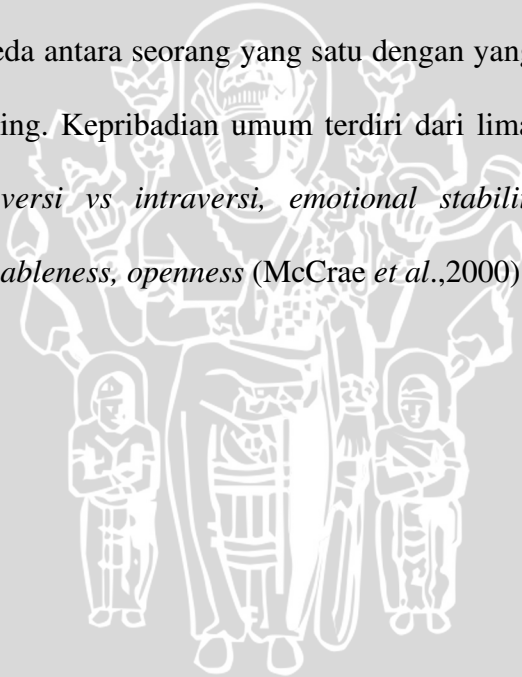 eda antara seorang yang satu dengan yang
ing. Kepribadian umum terdiri dari lima
versi vs intraversi, emotional stabili
ableness, openness (McCrae et al.,2000)